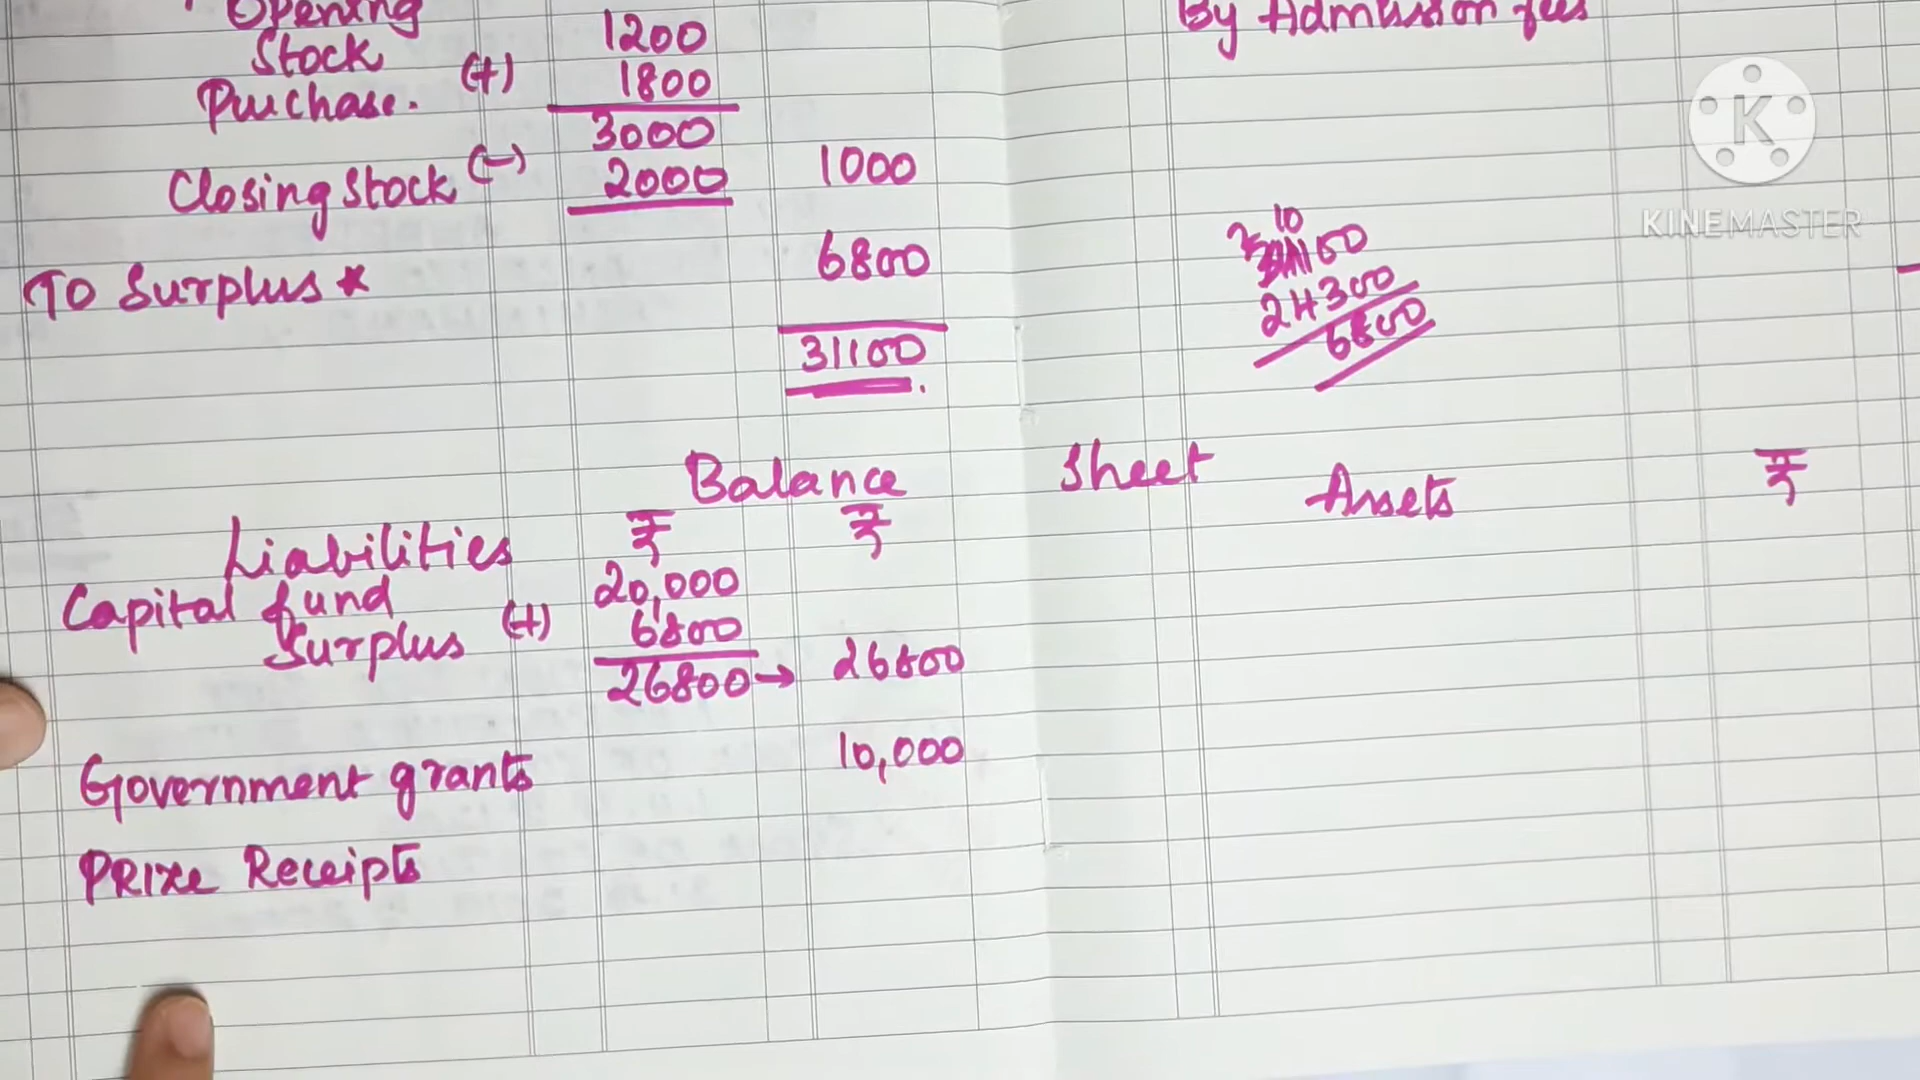 Opening 1200 By Admission fees
Stock
Purchase. (+) 1800
3000
Closing Stock (-) 2000 1000
K
KINEMASTER
To Surplus * 6800
10
24300
6800
31100
Balance Sheet
Liabilities ₹ ₹ Assets ₹
Capital fund 20,000
Surplus (+) 6800
26800 → 26800
Government grants 10,000
Prize Receipts